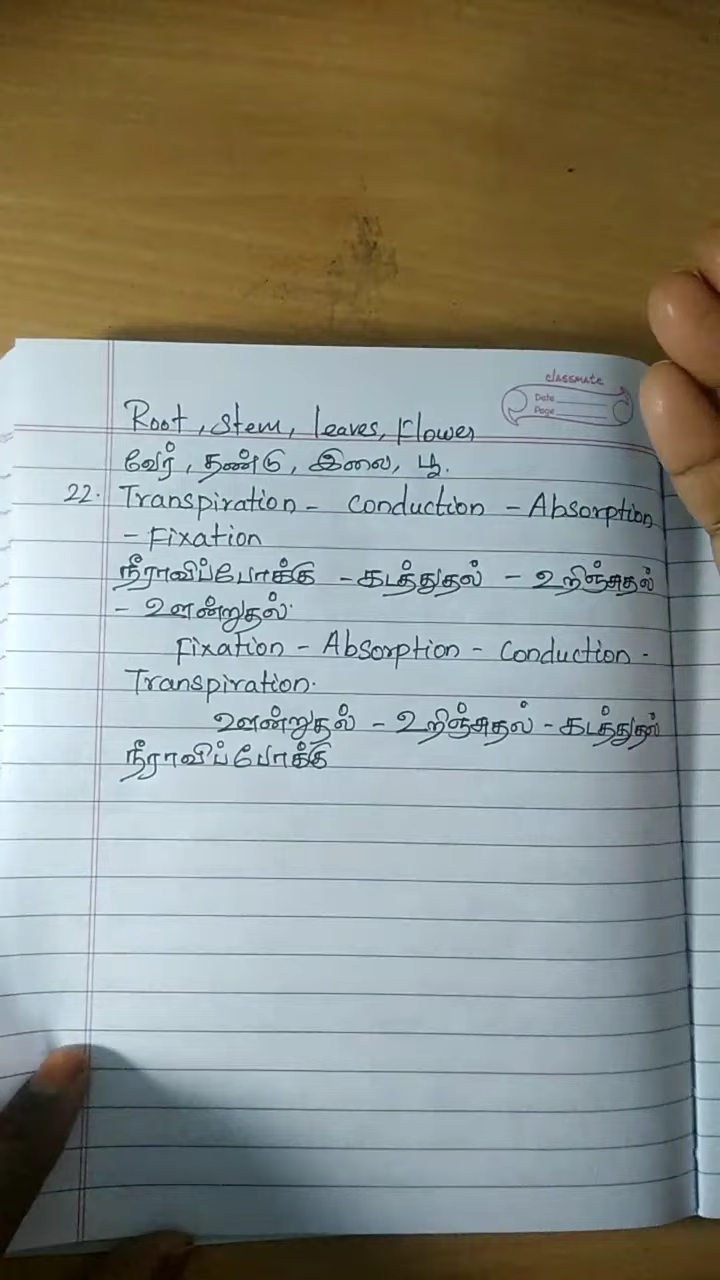 classmate
Date
Page
Root, stem, leaves, Flower
வேர், தண்டு, இலை, பூ.
22. Transpiration - Conduction - Absorption
- Fixation
நீராவிப்போக்கு - கடத்துதல் - உறிஞ்சுதல்
- ஊன்றுதல்.
Fixation - Absorption - Conduction -
Transpiration.
ஊன்றுதல் - உறிஞ்சுதல் - கடத்துதல்
நீராவிப்போக்கு